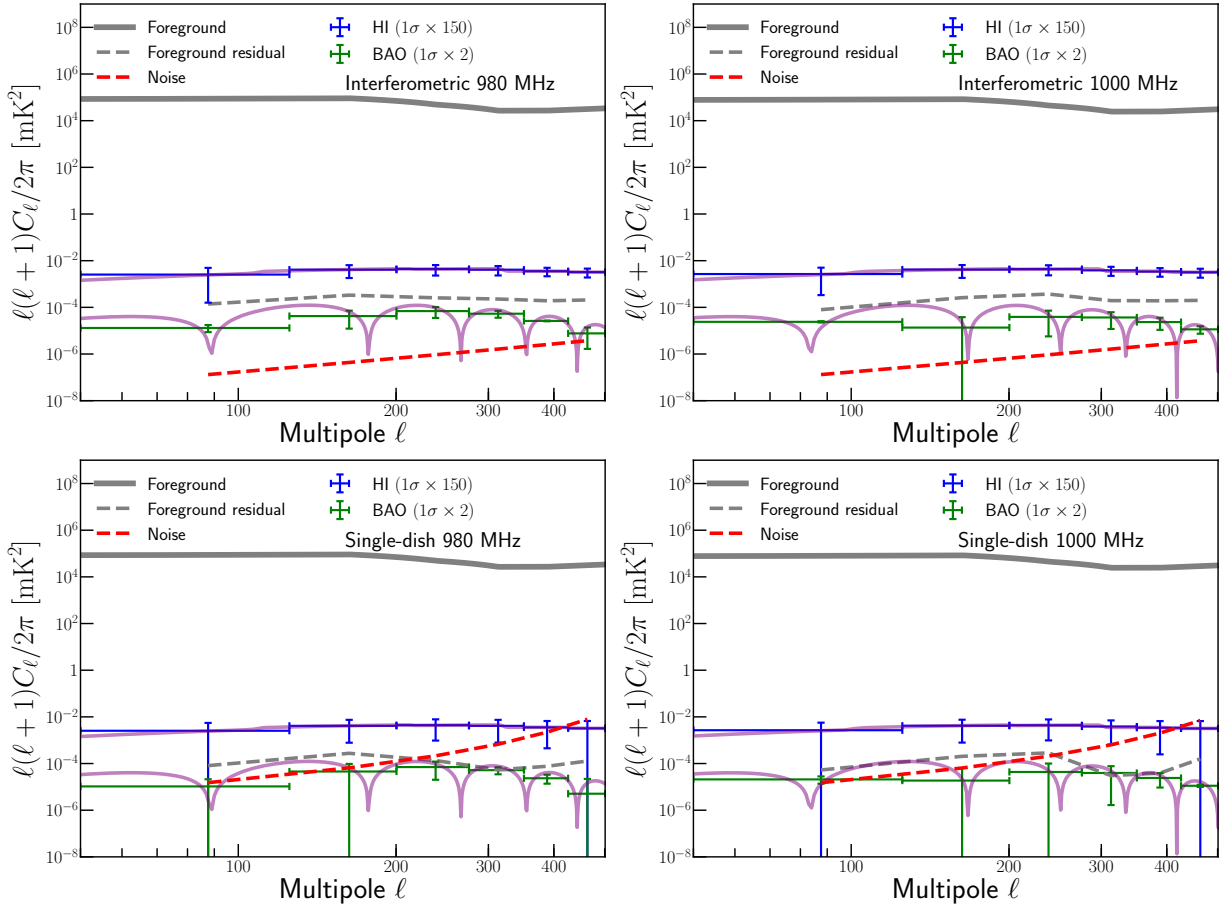 10^8
10^6
10^4
10^2
1
10^−2
10^−4
10^−6
10^−8
ℓ(ℓ + 1)C_ℓ/2π [mK^2]
Foreground
Foreground residual
Noise
HI (1σ × 150)
BAO (1σ × 2)
Interferometric 980 MHz
100
200
300
400
Multipole ℓ
10^8
10^6
10^4
10^2
1
10^−2
10^−4
10^−6
10^−8
ℓ(ℓ + 1)C_ℓ/2π [mK^2]
Foreground
Foreground residual
Noise
HI (1σ × 150)
BAO (1σ × 2)
Interferometric 1000 MHz
100
200
300
400
Multipole ℓ
10^8
10^6
10^4
10^2
1
10^−2
10^−4
10^−6
10^−8
ℓ(ℓ + 1)C_ℓ/2π [mK^2]
Foreground
Foreground residual
Noise
HI (1σ × 150)
BAO (1σ × 2)
Single-dish 980 MHz
100
200
300
400
Multipole ℓ
10^8
10^6
10^4
10^2
1
10^−2
10^−4
10^−6
10^−8
ℓ(ℓ + 1)C_ℓ/2π [mK^2]
Foreground
Foreground residual
Noise
HI (1σ × 150)
BAO (1σ × 2)
Single-dish 1000 MHz
100
200
300
400
Multipole ℓ